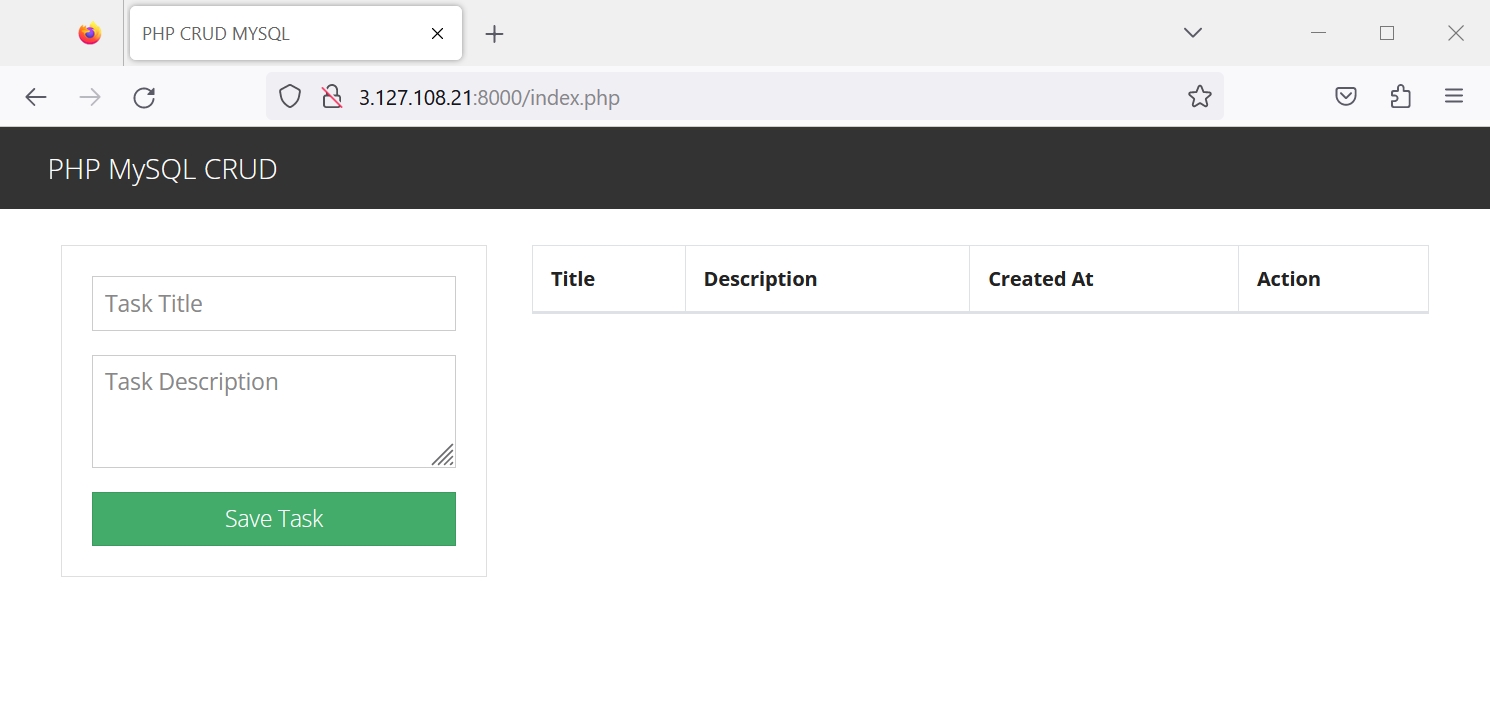 PHP CRUD MYSQL
3.127.108.21:8000/index.php
PHP MySQL CRUD
Task Title
Task Description
Save Task
Title Description Created At Action